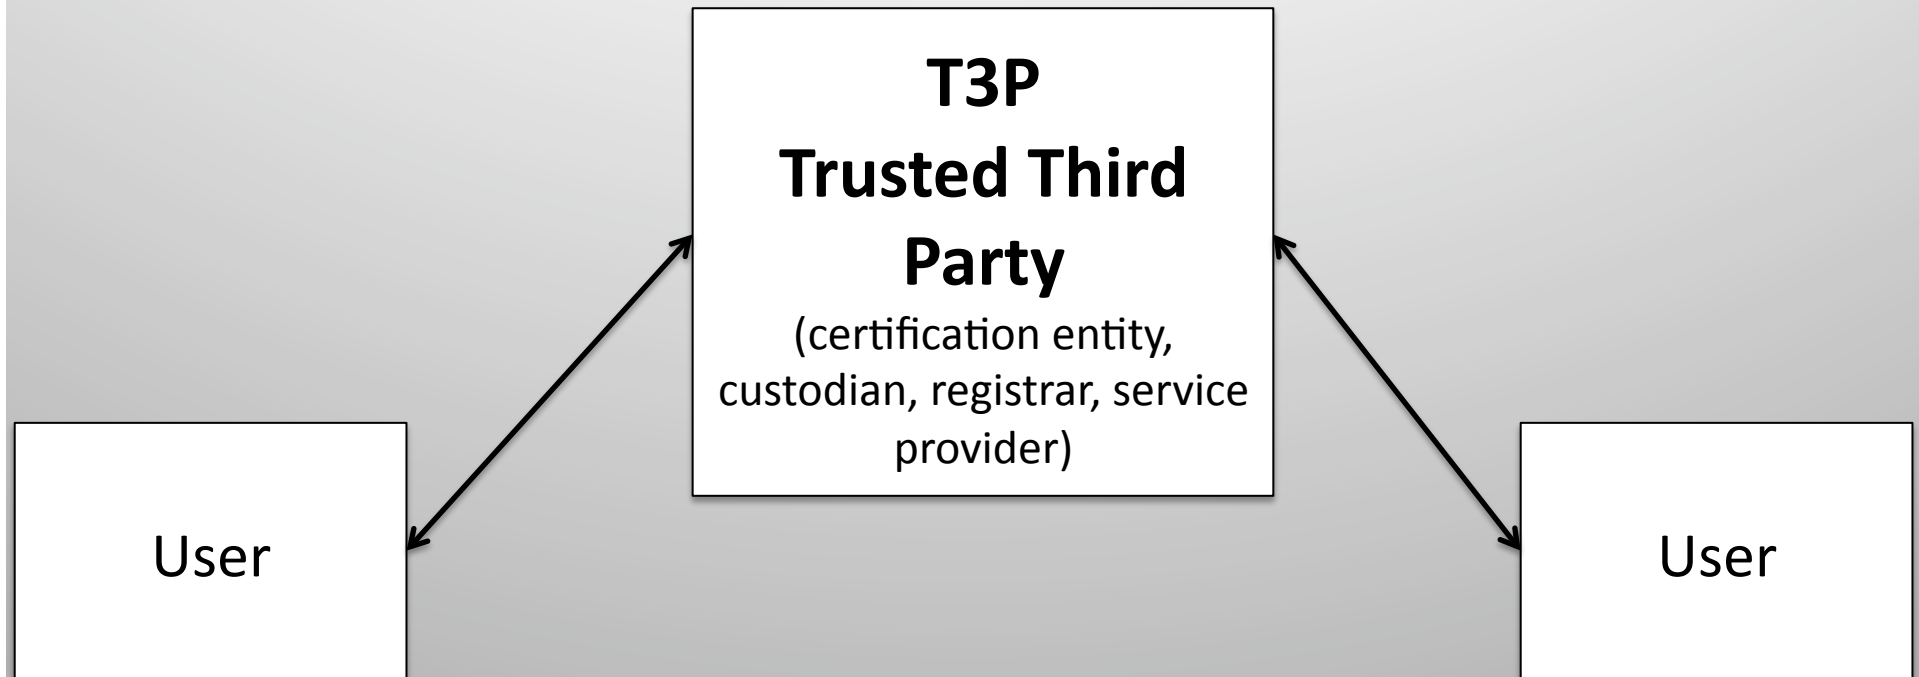 T3P
Trusted Third
Party
(certification entity,
custodian, registrar, service
provider)
User
User